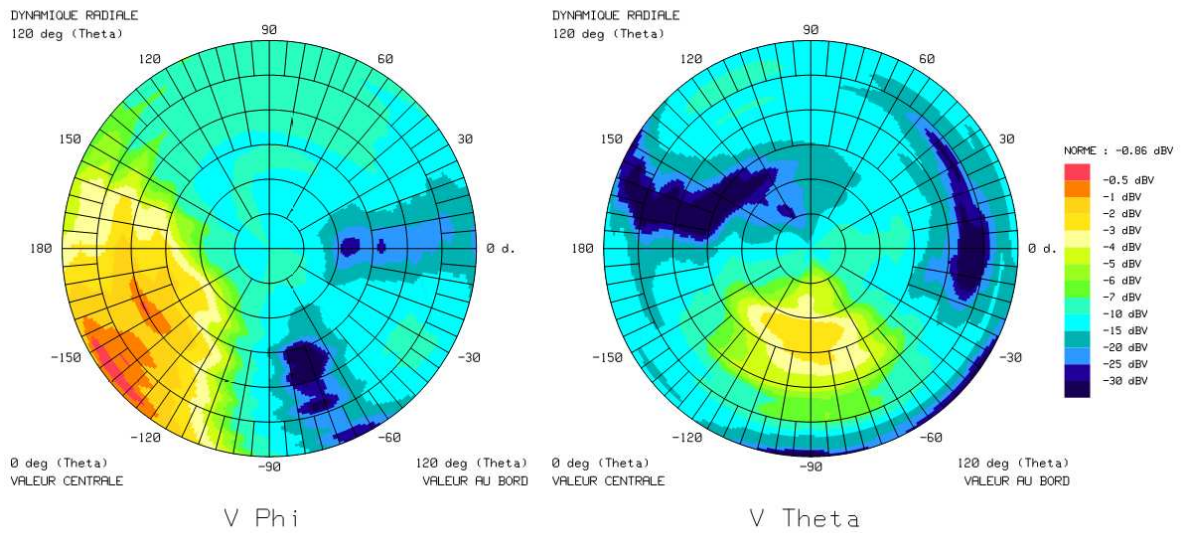 DYNAMIQUE RADIALE
120 deg (Theta)
90
120
60
150
30
180
0 d.
-150
-30
-120
-60
-90
0 deg (Theta)
VALEUR CENTRALE
120 deg (Theta)
VALEUR AU BORD
V Phi
DYNAMIQUE RADIALE
120 deg (Theta)
90
120
60
150
30
180
0 d.
-150
-30
-120
-60
-90
0 deg (Theta)
VALEUR CENTRALE
120 deg (Theta)
VALEUR AU BORD
V Theta
NORME : -0.86 dBV
-0.5 dBV
-1 dBV
-2 dBV
-3 dBV
-4 dBV
-5 dBV
-6 dBV
-7 dBV
-10 dBV
-15 dBV
-20 dBV
-25 dBV
-30 dBV